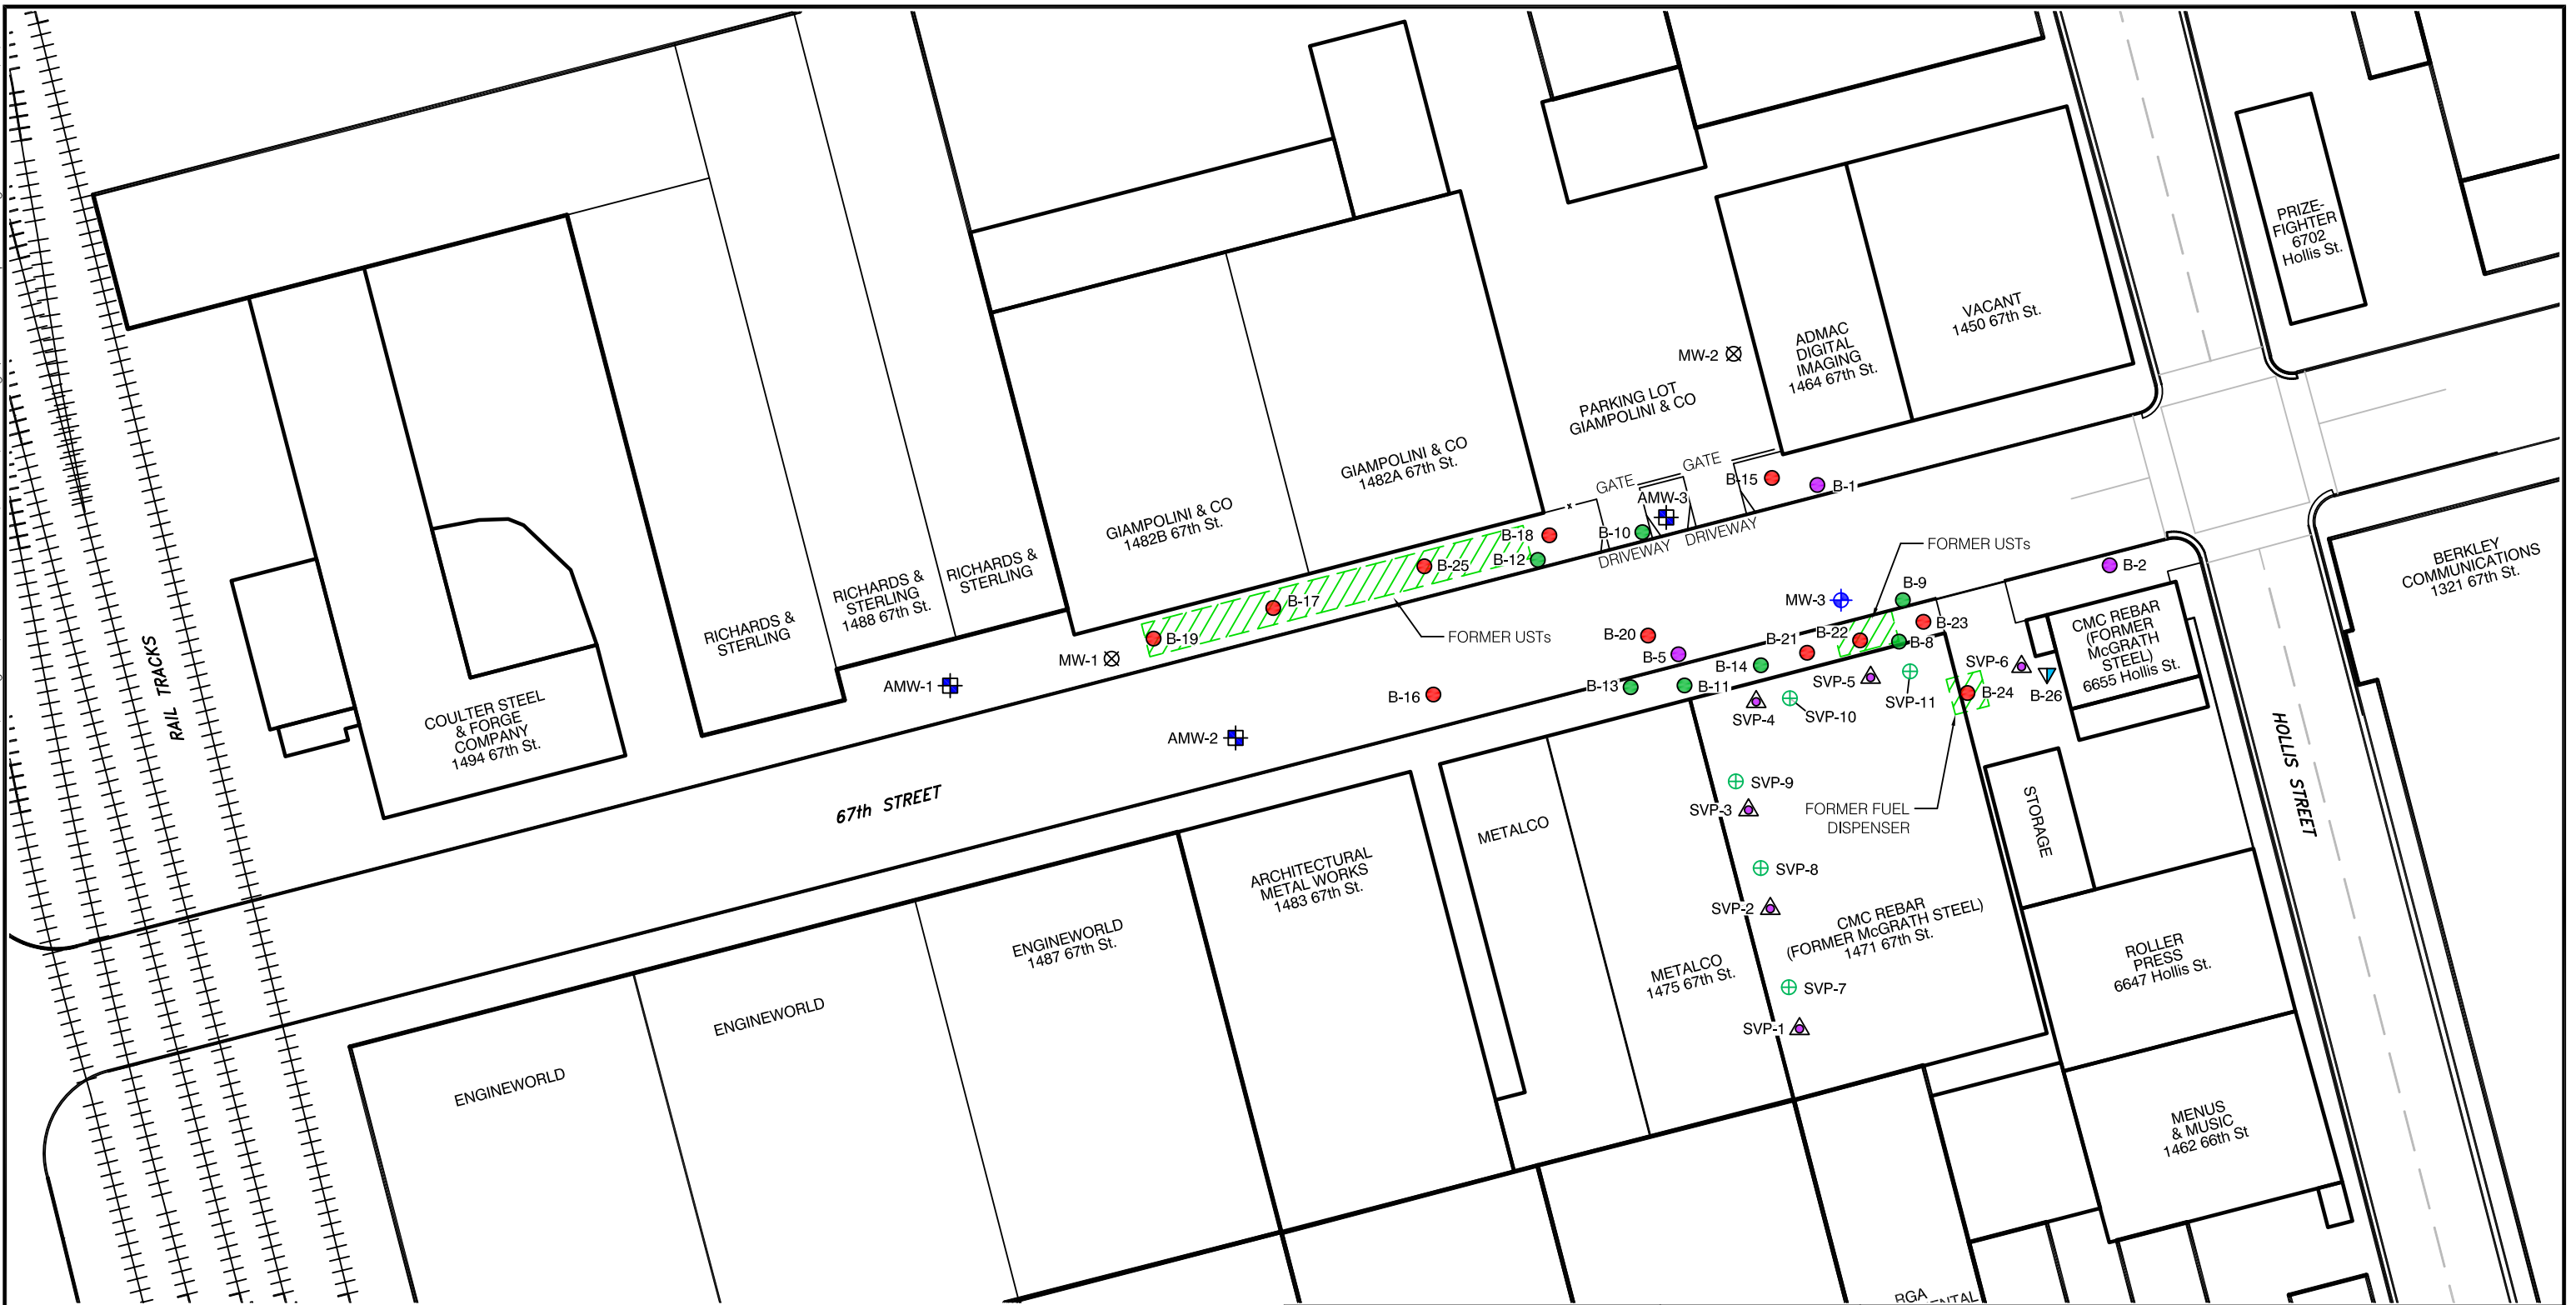 PRIZE-
FIGHTER
6702
Hollis St.
VACANT
1450 67th St.
ADMAC
DIGITAL
IMAGING
1464 67th St.
MW-2
PARKING LOT
GIAMPOLINI & CO
GIAMPOLINI & CO
1482A 67th St.
GIAMPOLINI & CO
1482B 67th St.
GATE
GATE
B-15
B-1
AMW-3
x
B-18
B-10
B-12
DRIVEWAY
DRIVEWAY
BERKLEY
COMMUNICATIONS
1321 67th St.
FORMER USTs
B-2
B-25
B-17
B-19
FORMER USTs
MW-3
B-9
B-23
B-20
B-21
B-22
B-8
B-5
B-14
B-13
B-11
B-16
SVP-5
SVP-11
SVP-6
B-26
B-24
SVP-4
SVP-10
CMC REBAR
(FORMER
McGRATH
STEEL)
6655 Hollis St.
RICHARDS &
STERLING
RICHARDS &
STERLING
1488 67th St.
RICHARDS &
STERLING
MW-1
AMW-1
AMW-2
COULTER STEEL
& FORGE
COMPANY
1494 67th St.
RAIL TRACKS
67th STREET
HOLLIS STREET
SVP-9
SVP-3
FORMER FUEL
DISPENSER
STORAGE
METALCO
ARCHITECTURAL
METAL WORKS
1483 67th St.
SVP-8
SVP-2
CMC REBAR
(FORMER McGRATH STEEL)
1471 67th St.
METALCO
1475 67th St.
SVP-7
SVP-1
ENGINEWORLD
1487 67th St.
ENGINEWORLD
ENGINEWORLD
ROLLER
PRESS
6647 Hollis St.
MENUS
& MUSIC
1462 66th St
RGA